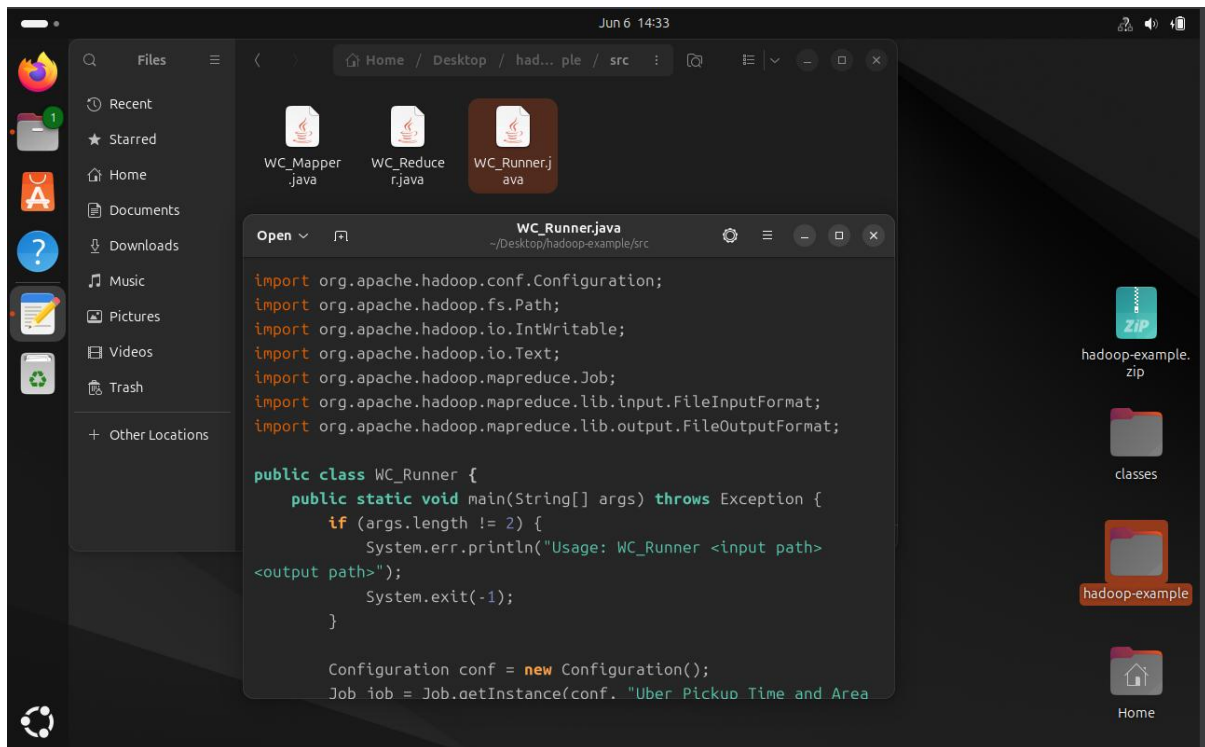 Jun 6 14:33
Files
Home / Desktop / had... ple / src
1
Recent
Starred
Home
Documents
Downloads
Music
Pictures
Videos
Trash
+ Other Locations
WC_Mapper
.java
WC_Reduce
r.java
WC_Runner.j
ava
Open
WC_Runner.java
~/Desktop/hadoop-example/src
import org.apache.hadoop.conf.Configuration;
import org.apache.hadoop.fs.Path;
import org.apache.hadoop.io.IntWritable;
import org.apache.hadoop.io.Text;
import org.apache.hadoop.mapreduce.Job;
import org.apache.hadoop.mapreduce.lib.input.FileInputFormat;
import org.apache.hadoop.mapreduce.lib.output.FileOutputFormat;
public class WC_Runner {
public static void main(String[] args) throws Exception {
if (args.length != 2) {
System.err.println("Usage: WC_Runner <input path>
<output path>");
System.exit(-1);
}
Configuration conf = new Configuration();
Job job = Job.getInstance(conf, "Uber Pickup Time and Area
ZIP
hadoop-example.
zip
classes
hadoop-example
Home